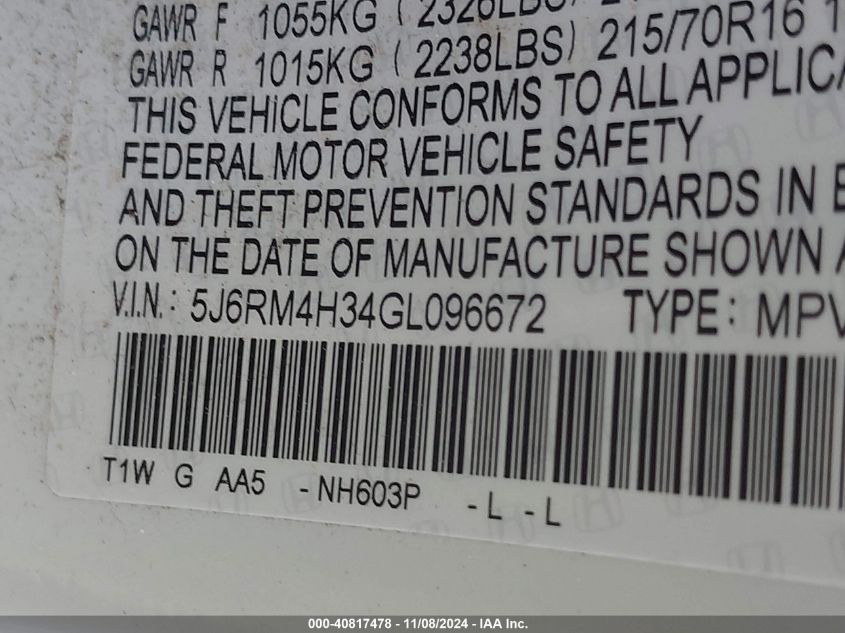 GAWR F 1055KG ( 2326LBS)
GAWR R 1015KG ( 2238LBS) 215/70R16 1
THIS VEHICLE CONFORMS TO ALL
FEDERAL MOTOR VEHICLE SAFETY
AND THEFT PREVENTION STANDARDS IN
ON THE DATE OF MANUFACTURE SHOWN
V.I.N.: 5J6RM4H34GL096672 TYPE: MPV
T1W G AA5 -NH603P -L -L
000-40817478 - 11/08/2024 - IAA Inc.